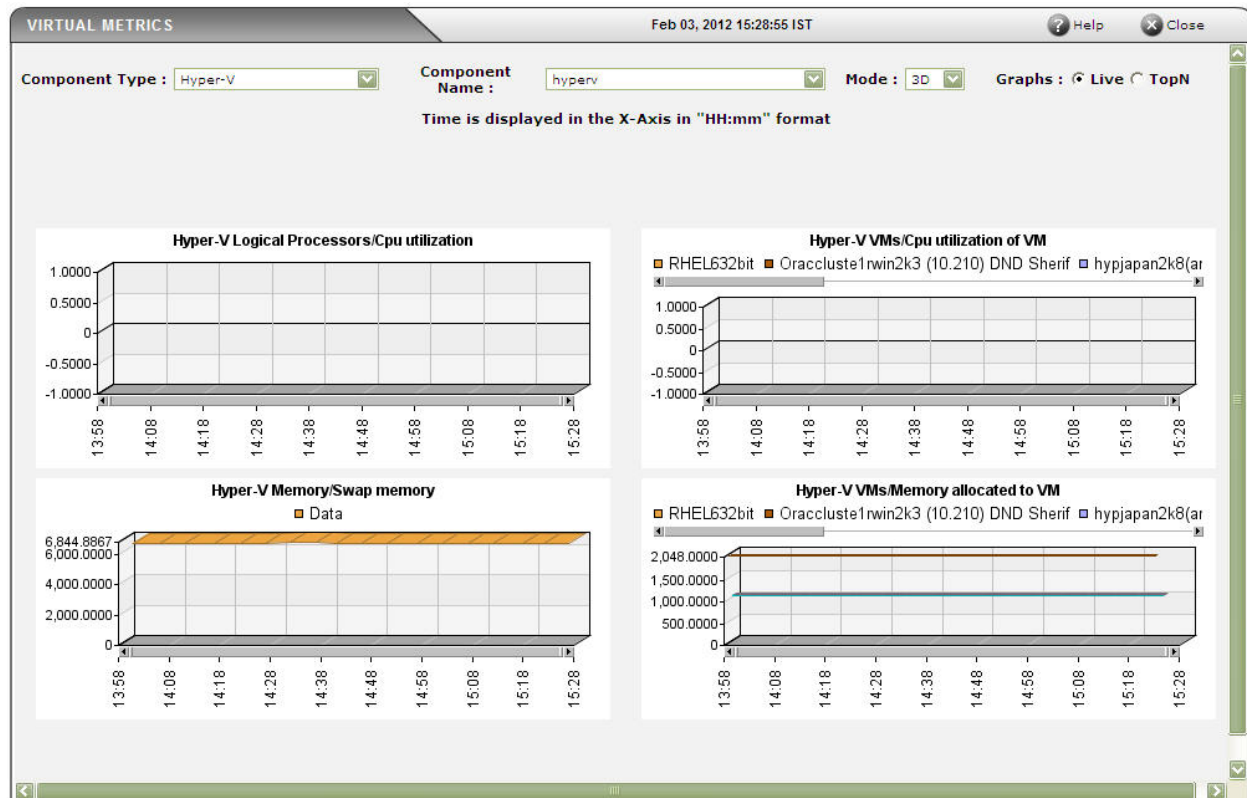 VIRTUAL METRICS
Feb 03, 2012 15:28:55 IST
? Help
X Close
Component Type : Hyper-V
Component Name : hyperv
Mode : 3D
Graphs : Live TopN
Time is displayed in the X-Axis in "HH:mm" format
Hyper-V Logical Processors/Cpu utilization
1.0000
0.5000
0
-0.5000
-1.0000
13:58 14:08 14:18 14:28 14:38 14:48 14:58 15:08 15:18 15:28
Hyper-V VMs/Cpu utilization of VM
RHEL632bit Oraccluste1rwin2k3 (10.210) DND Sherif hypjapan2k8(ar
1.0000
0.5000
0
-0.5000
-1.0000
13:58 14:08 14:18 14:28 14:38 14:48 14:58 15:08 15:18 15:28
Hyper-V Memory/Swap memory
Data
6,844.8867
6,000.0000
4,000.0000
2,000.0000
0
13:58 14:08 14:18 14:28 14:38 14:48 14:58 15:08 15:18 15:28
Hyper-V VMs/Memory allocated to VM
RHEL632bit Oraccluste1rwin2k3 (10.210) DND Sherif hypjapan2k8(ar
2,048.0000
1,500.0000
1,000.0000
500.0000
0
13:58 14:08 14:18 14:28 14:38 14:48 14:58 15:08 15:18 15:28